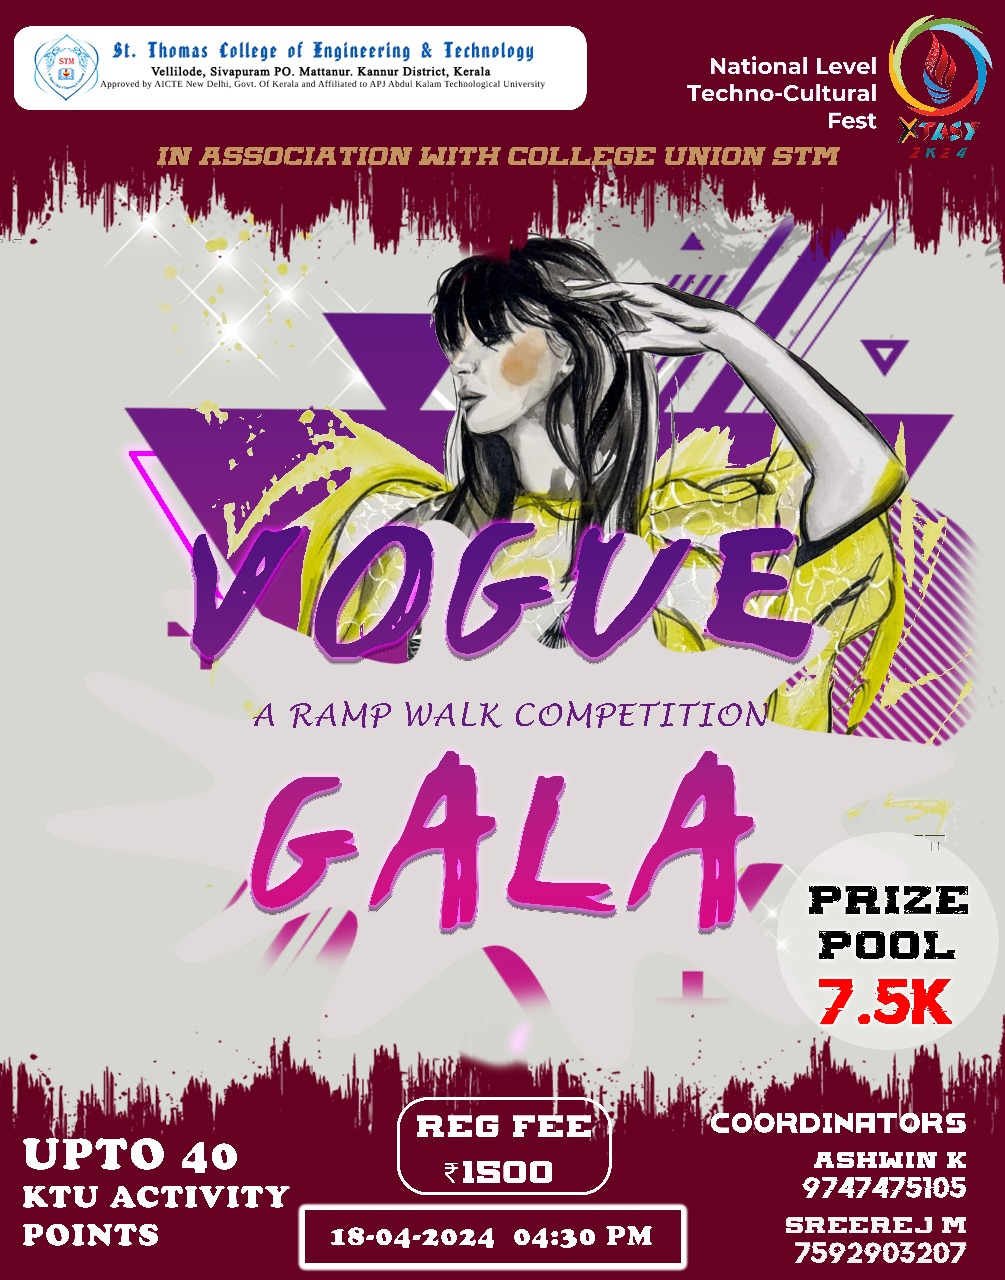 STM
St. Thomas College of Engineering & Technology
Vellilode, Sivapuram PO. Mattanur. Kannur District, Kerala
Approved by AICTE New Delhi, Govt. Of Kerala and Affiliated to APJ Abdul Kalam Technological University
National Level
Techno-Cultural
Fest
XTASY
2K24
IN ASSOCIATION WITH COLLEGE UNION STM
VOGUE
A RAMP WALK COMPETITION
GALA
PRIZE
POOL
7.5K
UPTO 40
KTU ACTIVITY
POINTS
REG FEE
₹1500
18-04-2024 04:30 PM
COORDINATORS
ASHWIN K
9747475105
SREEREJ M
7592903207